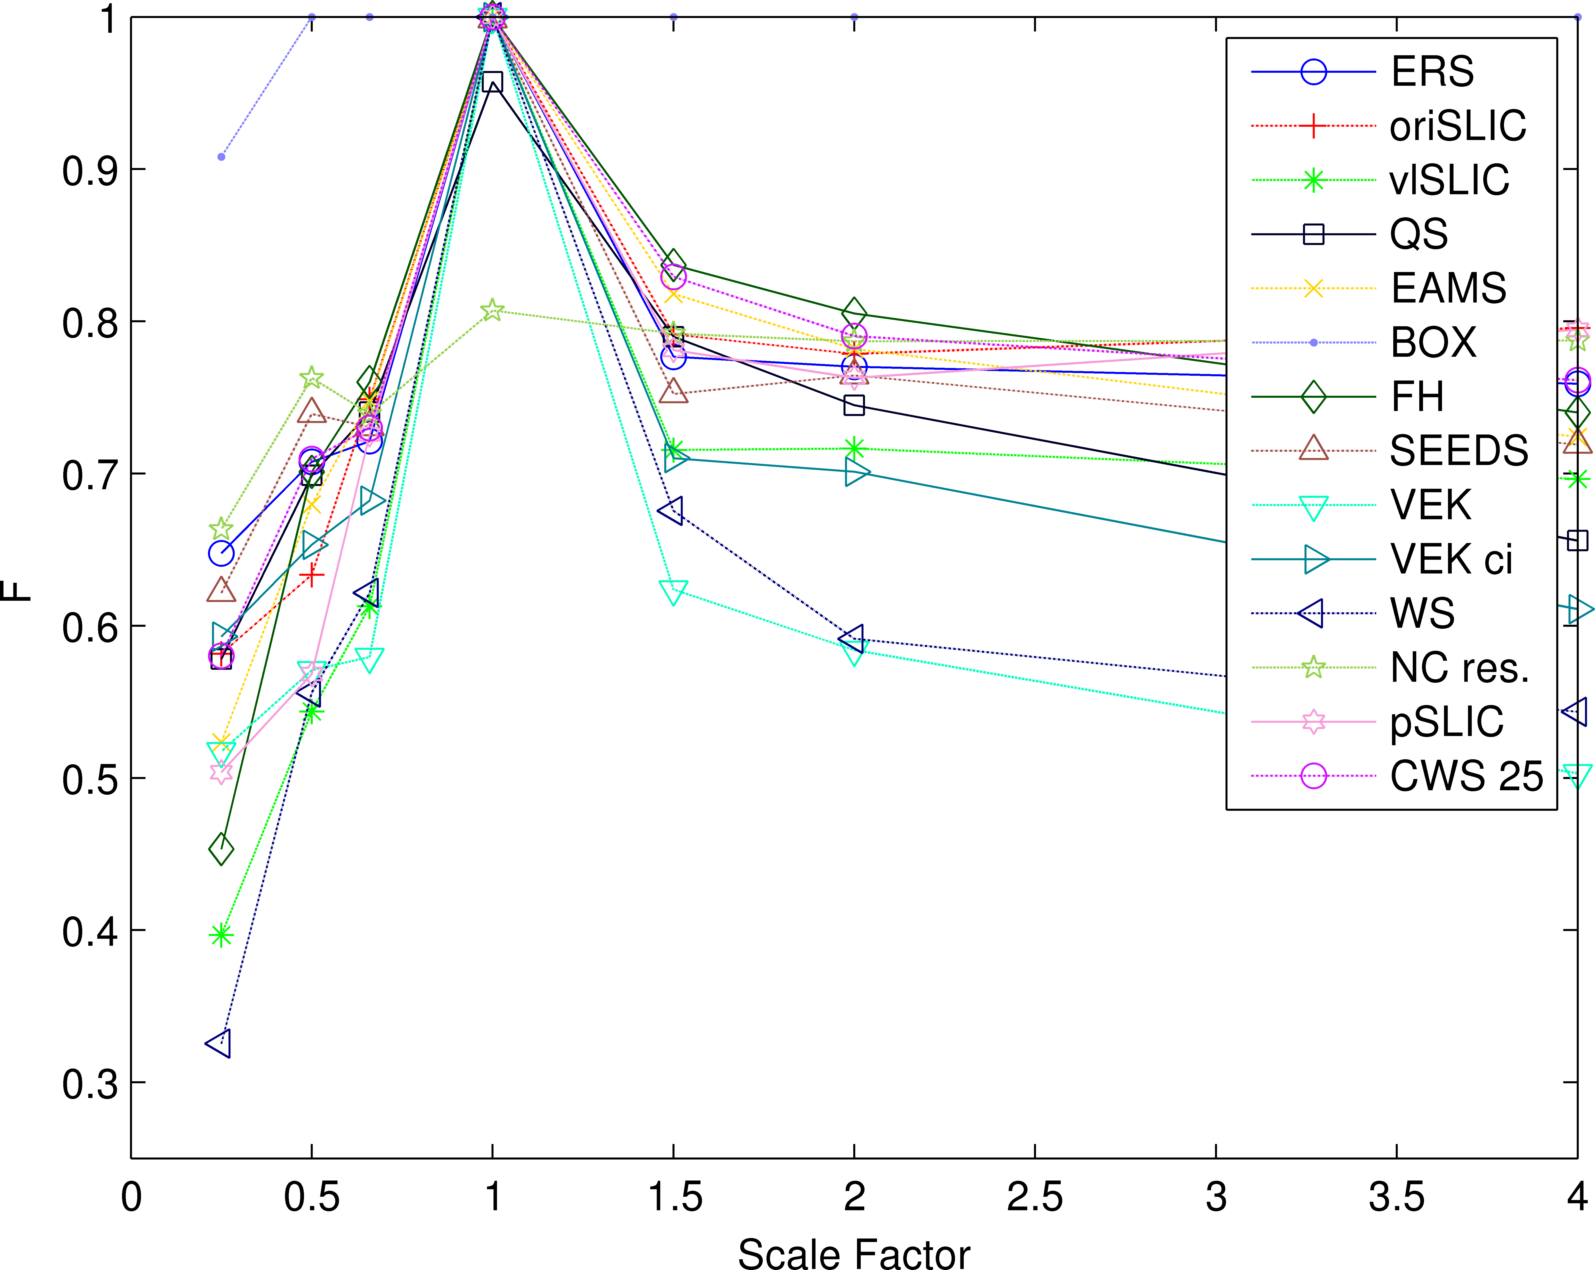 1
0.9
0.8
0.7
0.6
0.5
0.4
0.3
F
0 0.5 1 1.5 2 2.5 3 3.5 4
Scale Factor
ERS
oriSLIC
vlSLIC
QS
EAMS
BOX
FH
SEEDS
VEK
VEK ci
WS
NC res.
pSLIC
CWS 25